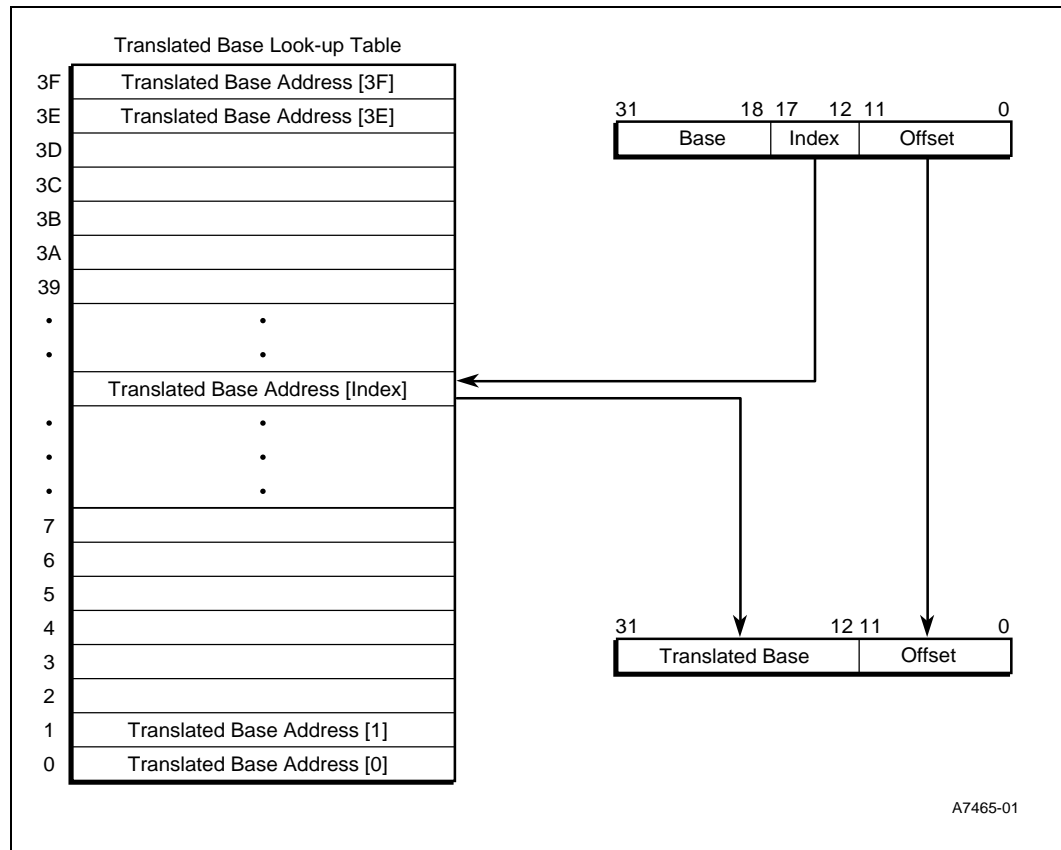 Translated Base Look-up Table
3F Translated Base Address [3F]
3E Translated Base Address [3E]
3D
3C
3B
3A
39
•
•
Translated Base Address [Index]
•
•
•
7
6
5
4
3
2
1 Translated Base Address [1]
0 Translated Base Address [0]
31 18 17 12 11 0
Base Index Offset
31 12 11 0
Translated Base Offset
A7465-01